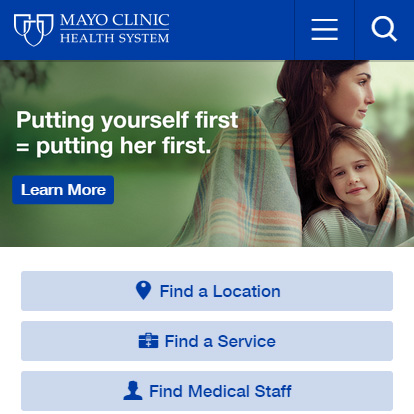 MAYO CLINIC
HEALTH SYSTEM
Putting yourself first
= putting her first.
Learn More
Find a Location
Find a Service
Find Medical Staff